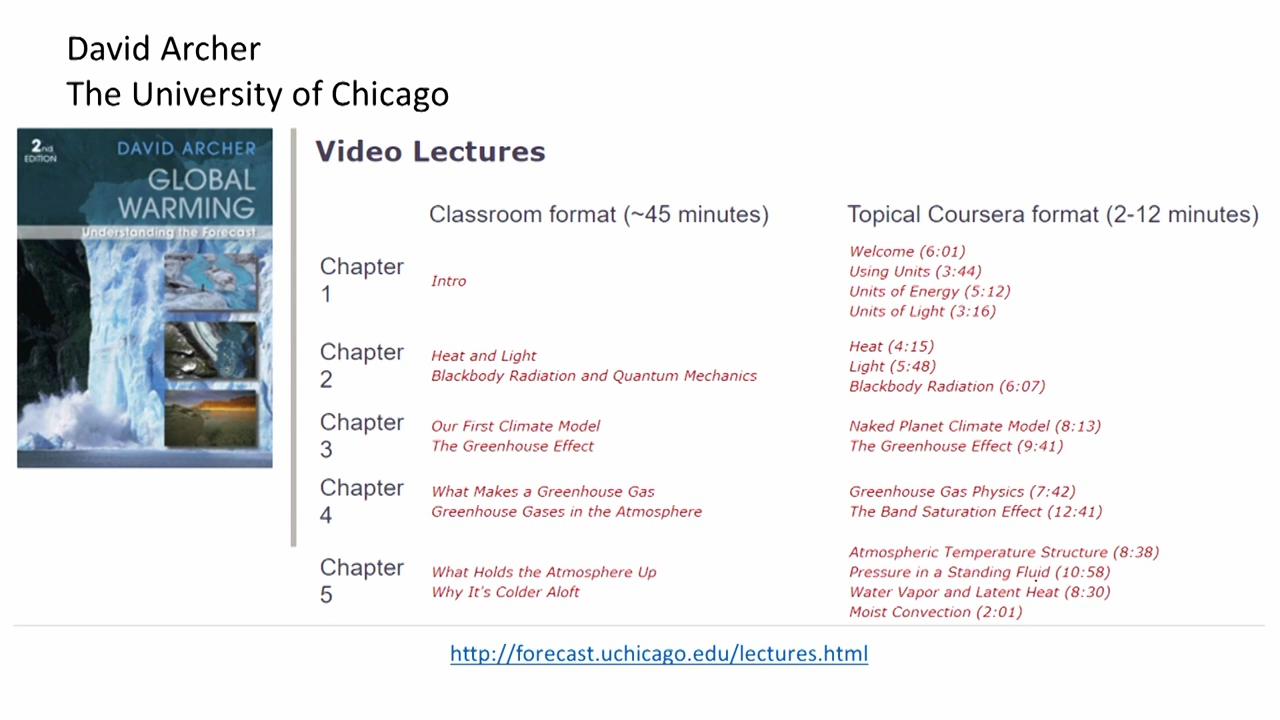 David Archer
The University of Chicago
2nd
EDITION
DAVID ARCHER
GLOBAL
WARMING
Understanding the Forecast
Video Lectures
Classroom format (~45 minutes)
Topical Coursera format (2-12 minutes)
Chapter
1
Intro
Welcome (6:01)
Using Units (3:44)
Units of Energy (5:12)
Units of Light (3:16)
Chapter
2
Heat and Light
Blackbody Radiation and Quantum Mechanics
Heat (4:15)
Light (5:48)
Blackbody Radiation (6:07)
Chapter
3
Our First Climate Model
The Greenhouse Effect
Naked Planet Climate Model (8:13)
The Greenhouse Effect (9:41)
Chapter
4
What Makes a Greenhouse Gas
Greenhouse Gases in the Atmosphere
Greenhouse Gas Physics (7:42)
The Band Saturation Effect (12:41)
Chapter
5
What Holds the Atmosphere Up
Why It's Colder Aloft
Atmospheric Temperature Structure (8:38)
Pressure in a Standing Fluid (10:58)
Water Vapor and Latent Heat (8:30)
Moist Convection (2:01)
http://forecast.uchicago.edu/lectures.html